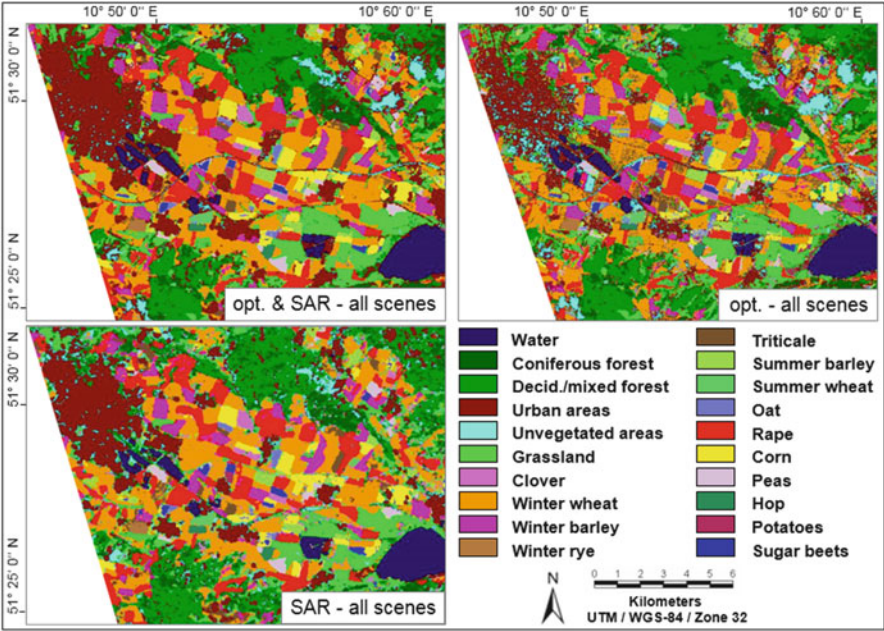 10° 50' 0'' E
10° 60' 0'' E
10° 50' 0'' E
10° 60' 0'' E
51° 30' 0'' N
51° 25' 0'' N
opt. & SAR - all scenes
opt. - all scenes
51° 30' 0'' N
51° 25' 0'' N
SAR - all scenes
Water
Coniferous forest
Decid./mixed forest
Urban areas
Unvegetated areas
Grassland
Clover
Winter wheat
Winter barley
Winter rye
Triticale
Summer barley
Summer wheat
Oat
Rape
Corn
Peas
Hop
Potatoes
Sugar beets
N
0 1 2 3 4 5 6
Kilometers
UTM / WGS-84 / Zone 32